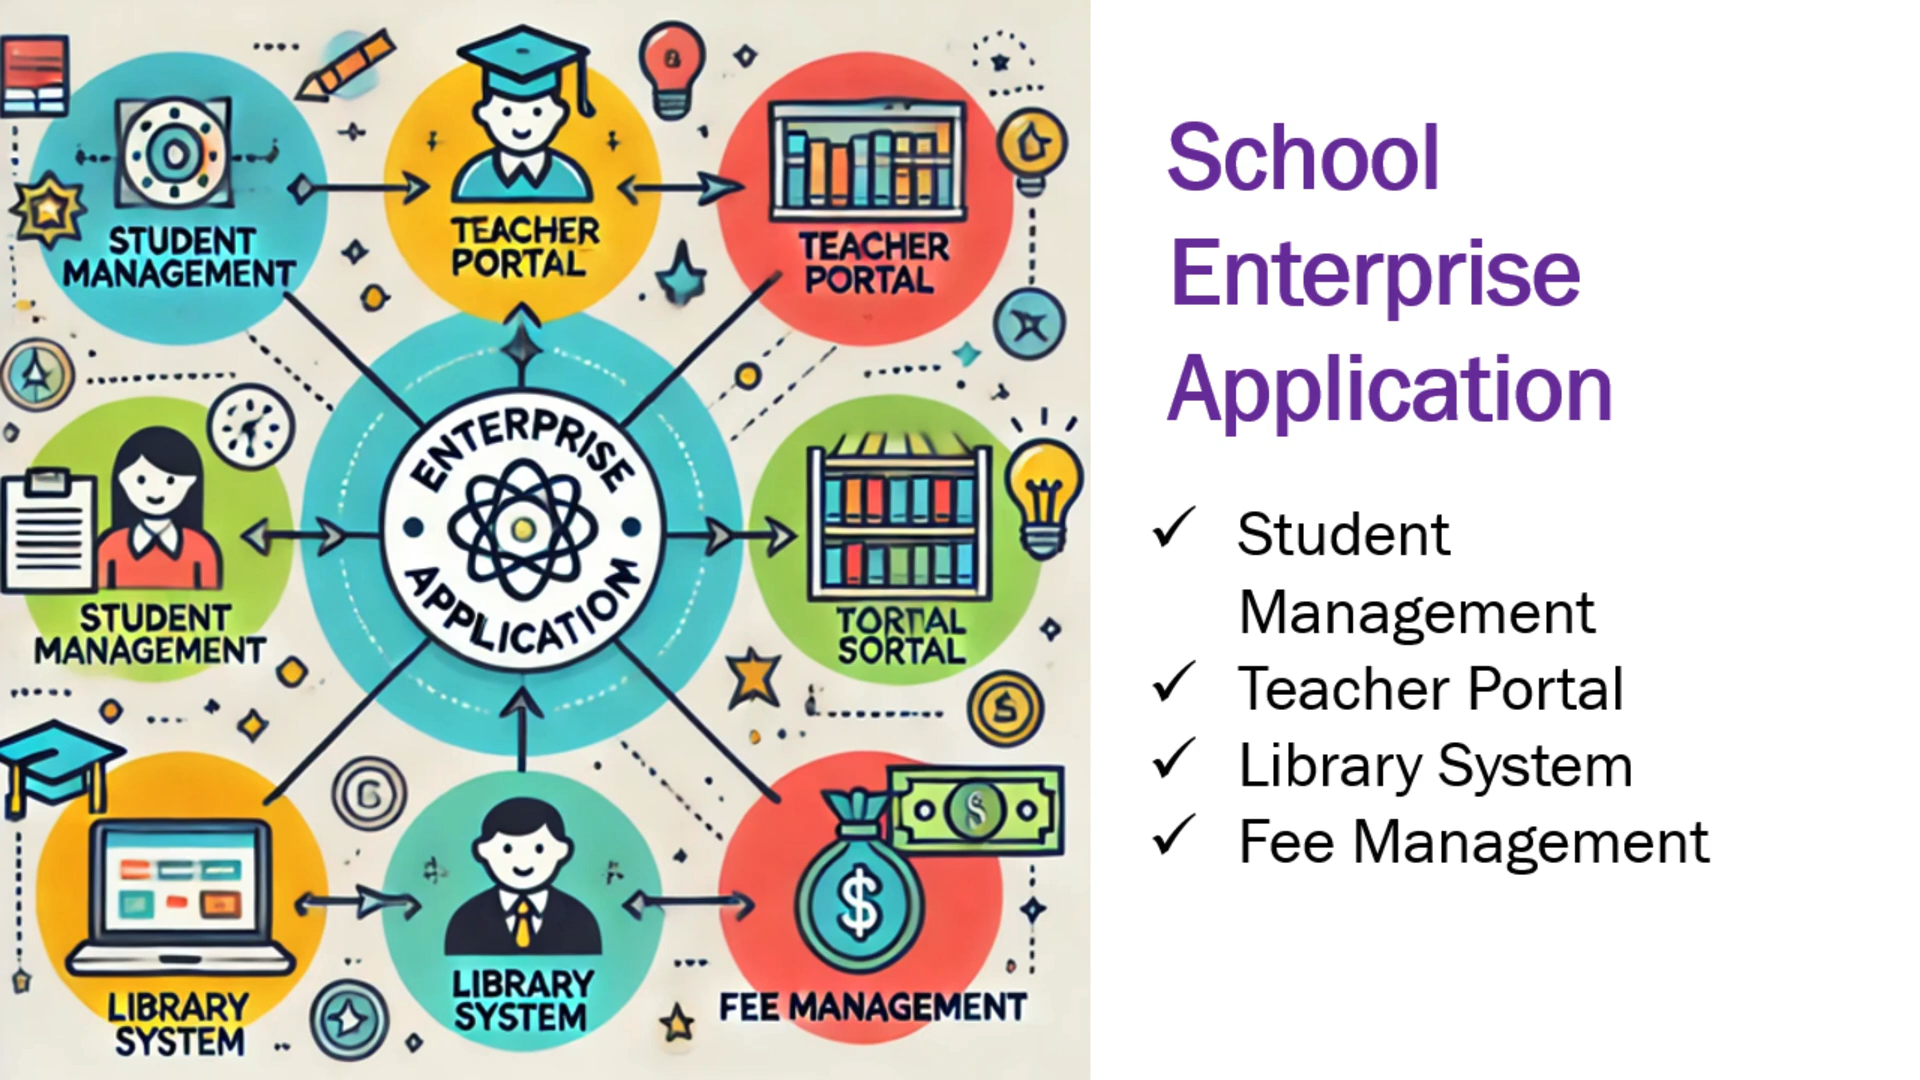 STUDENT
MANAGEMENT
TEACHER
PORTAL
TEACHER
PORTAL
ENTERPRISE
APPLICATION
STUDENT
MANAGEMENT
TORTAL
SORTAL
LIBRARY
SYSTEM
LIBRARY
SYSTEM
$
$
FEE MANAGEMENT
School
Enterprise
Application
✓ Student
Management
✓ Teacher Portal
✓ Library System
✓ Fee Management